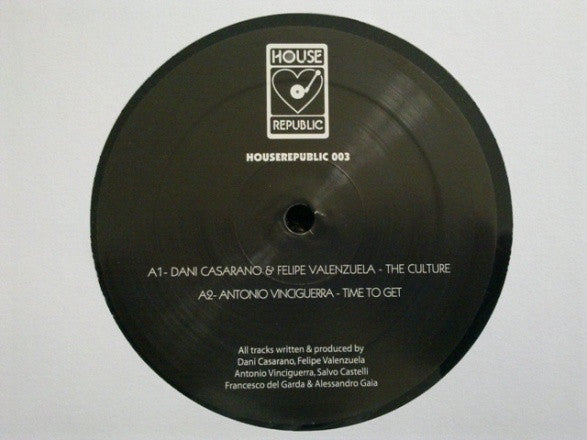 HOUSE
REPUBLIC
HOUSEREPUBLIC 003
A1- DANI CASARANO & FELIPE VALENZUELA - THE CULTURE
A2- ANTONIO VINCIGUERRA - TIME TO GET
All tracks written & produced by
Dani Casarano, Felipe Valenzuela
Antonio Vinciguerra, Salvo Castelli
Francesco del Garda & Alessandro Gaia